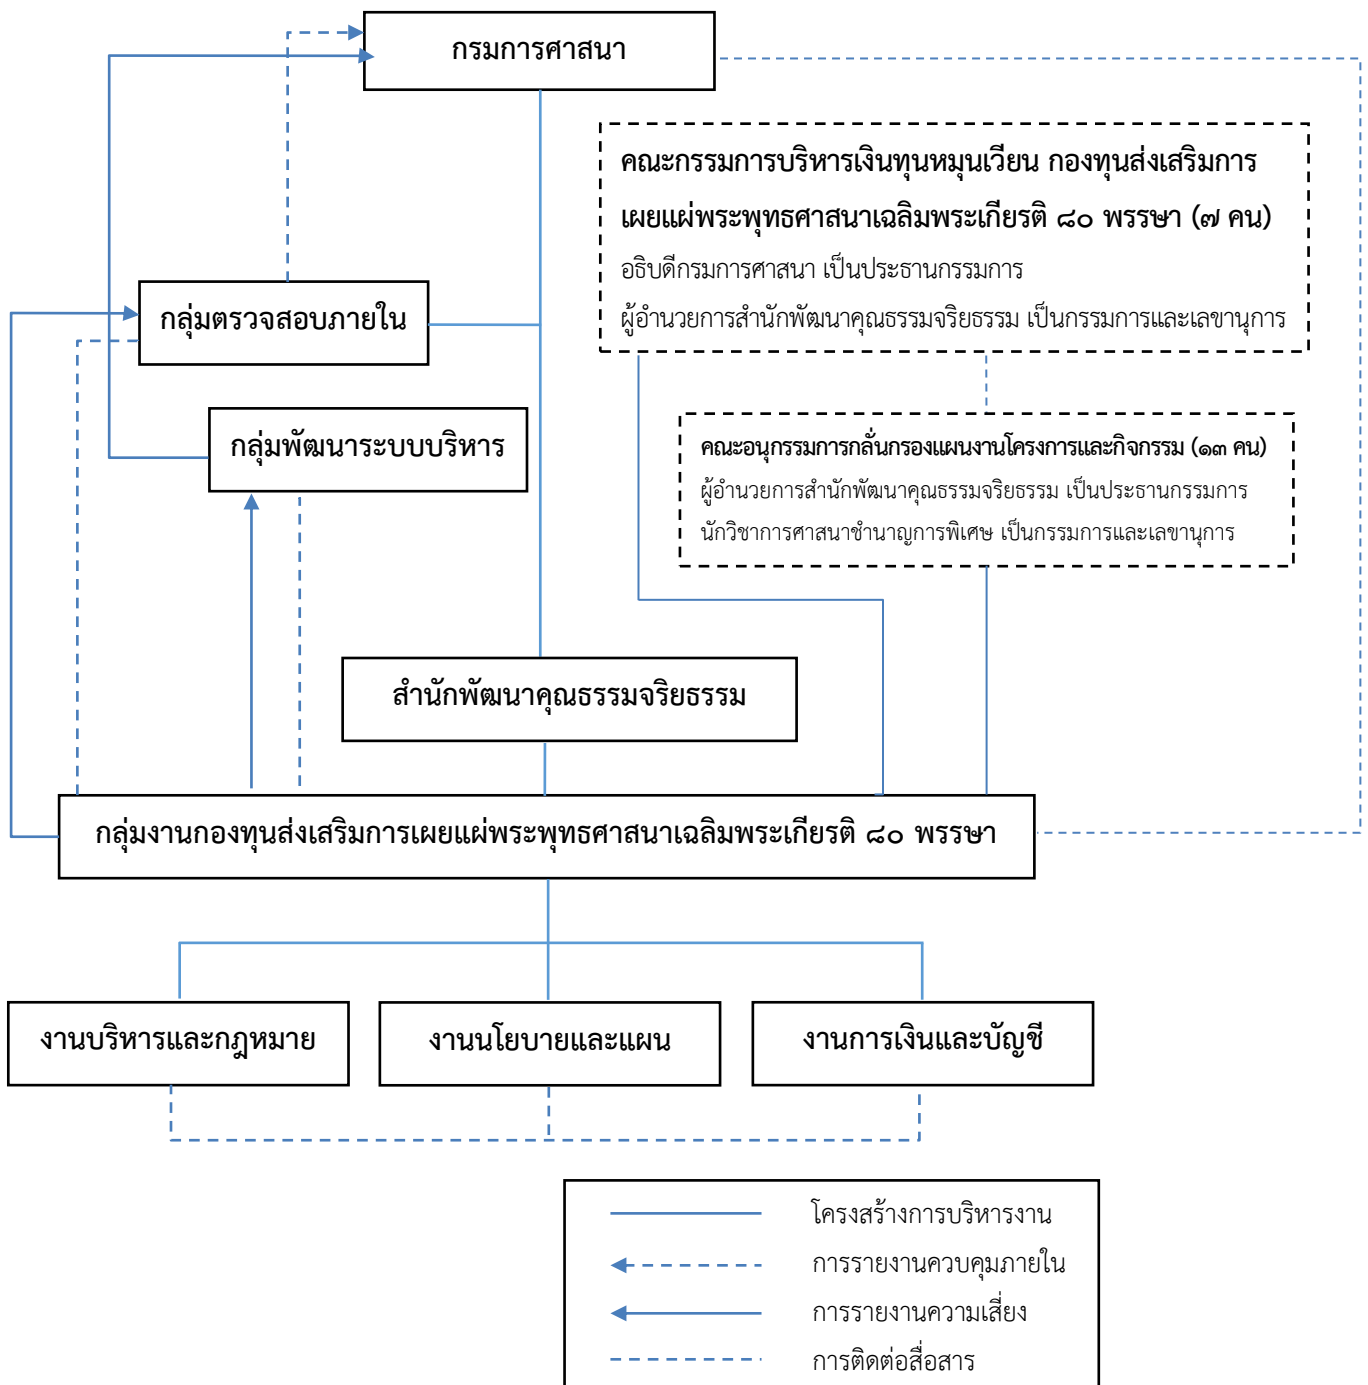 กรมการศาสนา
คณะกรรมการบริหารเงินทุนหมุนเวียน กองทุนส่งเสริมการ
เผยแผ่พระพุทธศาสนาเฉลิมพระเกียรติ ๘๐ พรรษา (๗ คน)
อธิบดีกรมการศาสนา เป็นประธานกรรมการ
ผู้อำนวยการสำนักพัฒนาคุณธรรมจริยธรรม เป็นกรรมการและเลขานุการ
กลุ่มตรวจสอบภายใน
กลุ่มพัฒนาระบบบริหาร
คณะอนุกรรมการกลั่นกรองแผนงานโครงการและกิจกรรม (๑๓ คน)
ผู้อำนวยการสำนักพัฒนาคุณธรรมจริยธรรม เป็นประธานกรรมการ
นักวิชาการศาสนาชำนาญการพิเศษ เป็นกรรมการและเลขานุการ
สำนักพัฒนาคุณธรรมจริยธรรม
กลุ่มงานกองทุนส่งเสริมการเผยแผ่พระพุทธศาสนาเฉลิมพระเกียรติ ๘๐ พรรษา
งานบริหารและกฎหมาย
งานนโยบายและแผน
งานการเงินและบัญชี
โครงสร้างการบริหารงาน
การรายงานควบคุมภายใน
การรายงานความเสี่ยง
การติดต่อสื่อสาร